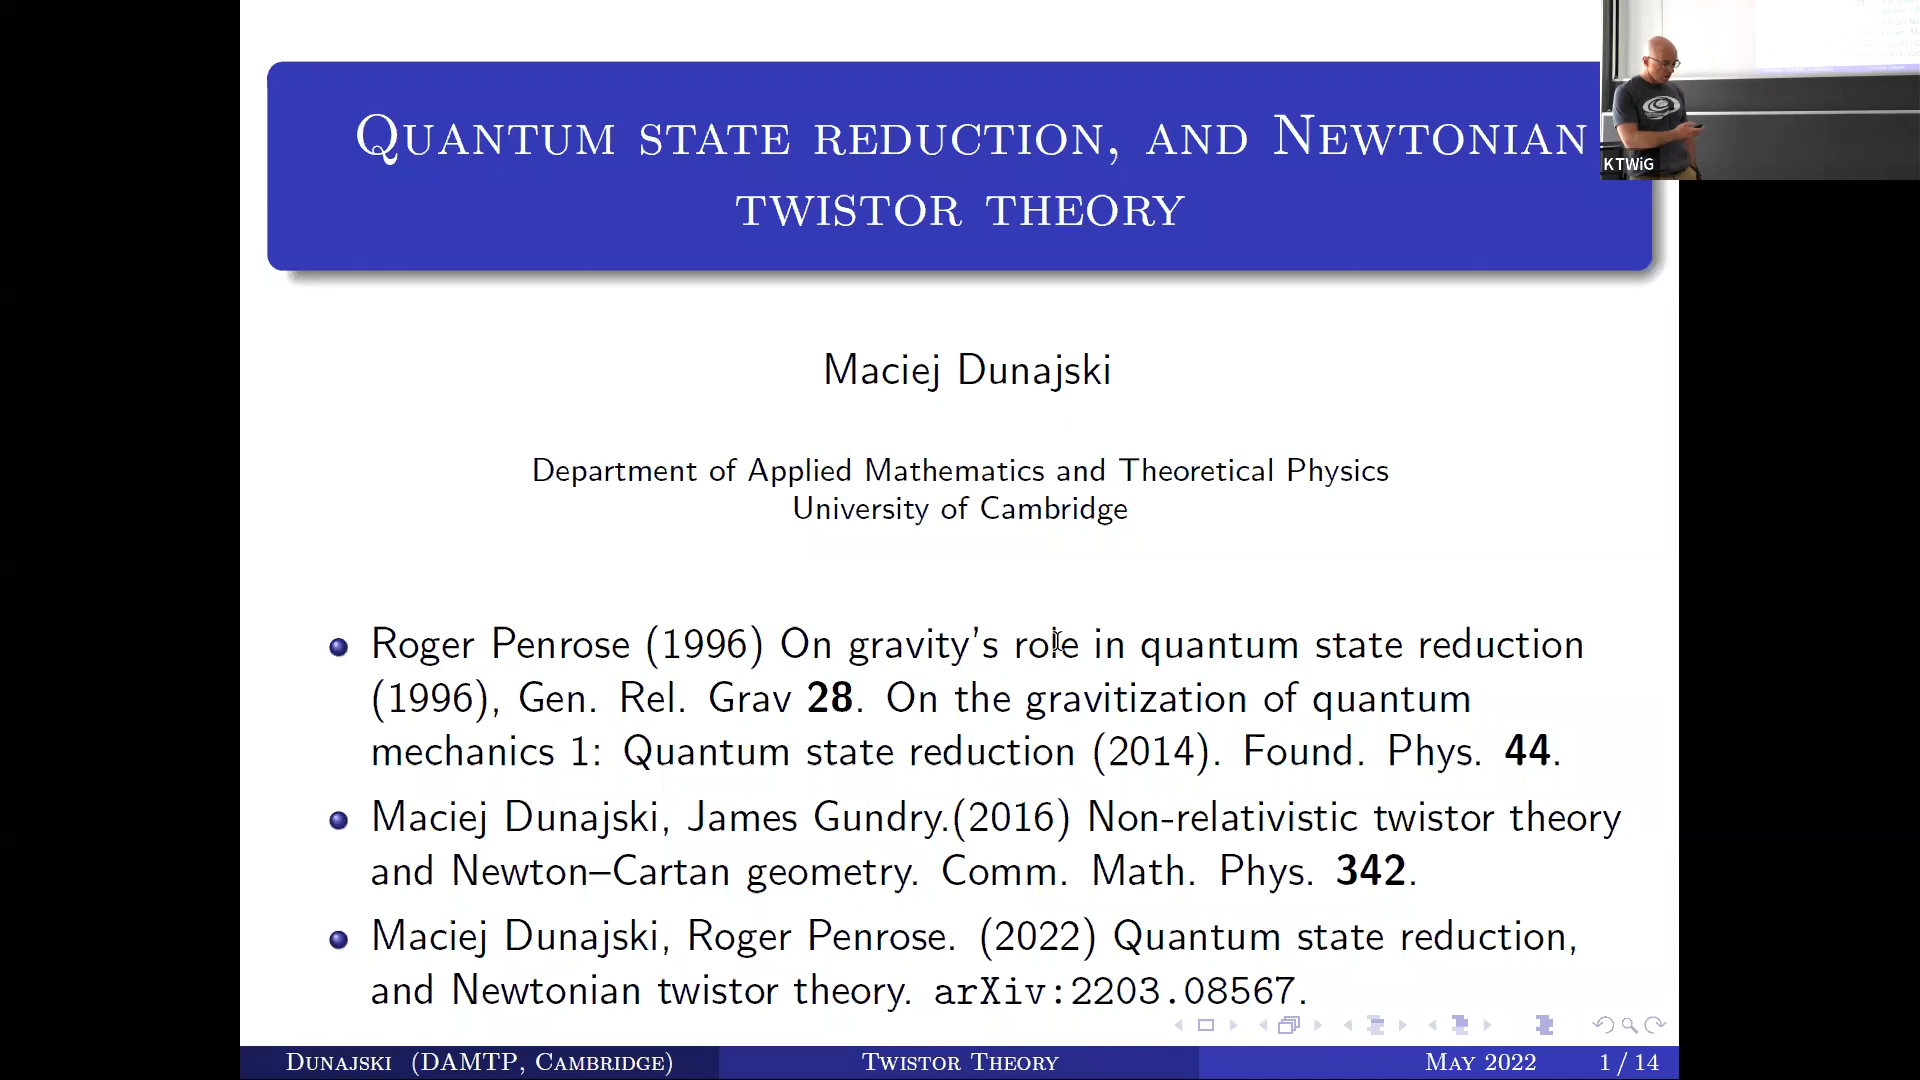 Quantum state reduction, and Newtonian
twistor theory
KTWiG
Maciej Dunajski
Department of Applied Mathematics and Theoretical Physics
University of Cambridge
Roger Penrose (1996) On gravity's role in quantum state reduction
(1996), Gen. Rel. Grav 28. On the gravitization of quantum
mechanics 1: Quantum state reduction (2014). Found. Phys. 44.
Maciej Dunajski, James Gundry.(2016) Non-relativistic twistor theory
and Newton–Cartan geometry. Comm. Math. Phys. 342.
Maciej Dunajski, Roger Penrose. (2022) Quantum state reduction,
and Newtonian twistor theory. arXiv:2203.08567.
Dunajski (DAMTP, Cambridge) Twistor Theory May 2022 1 / 14